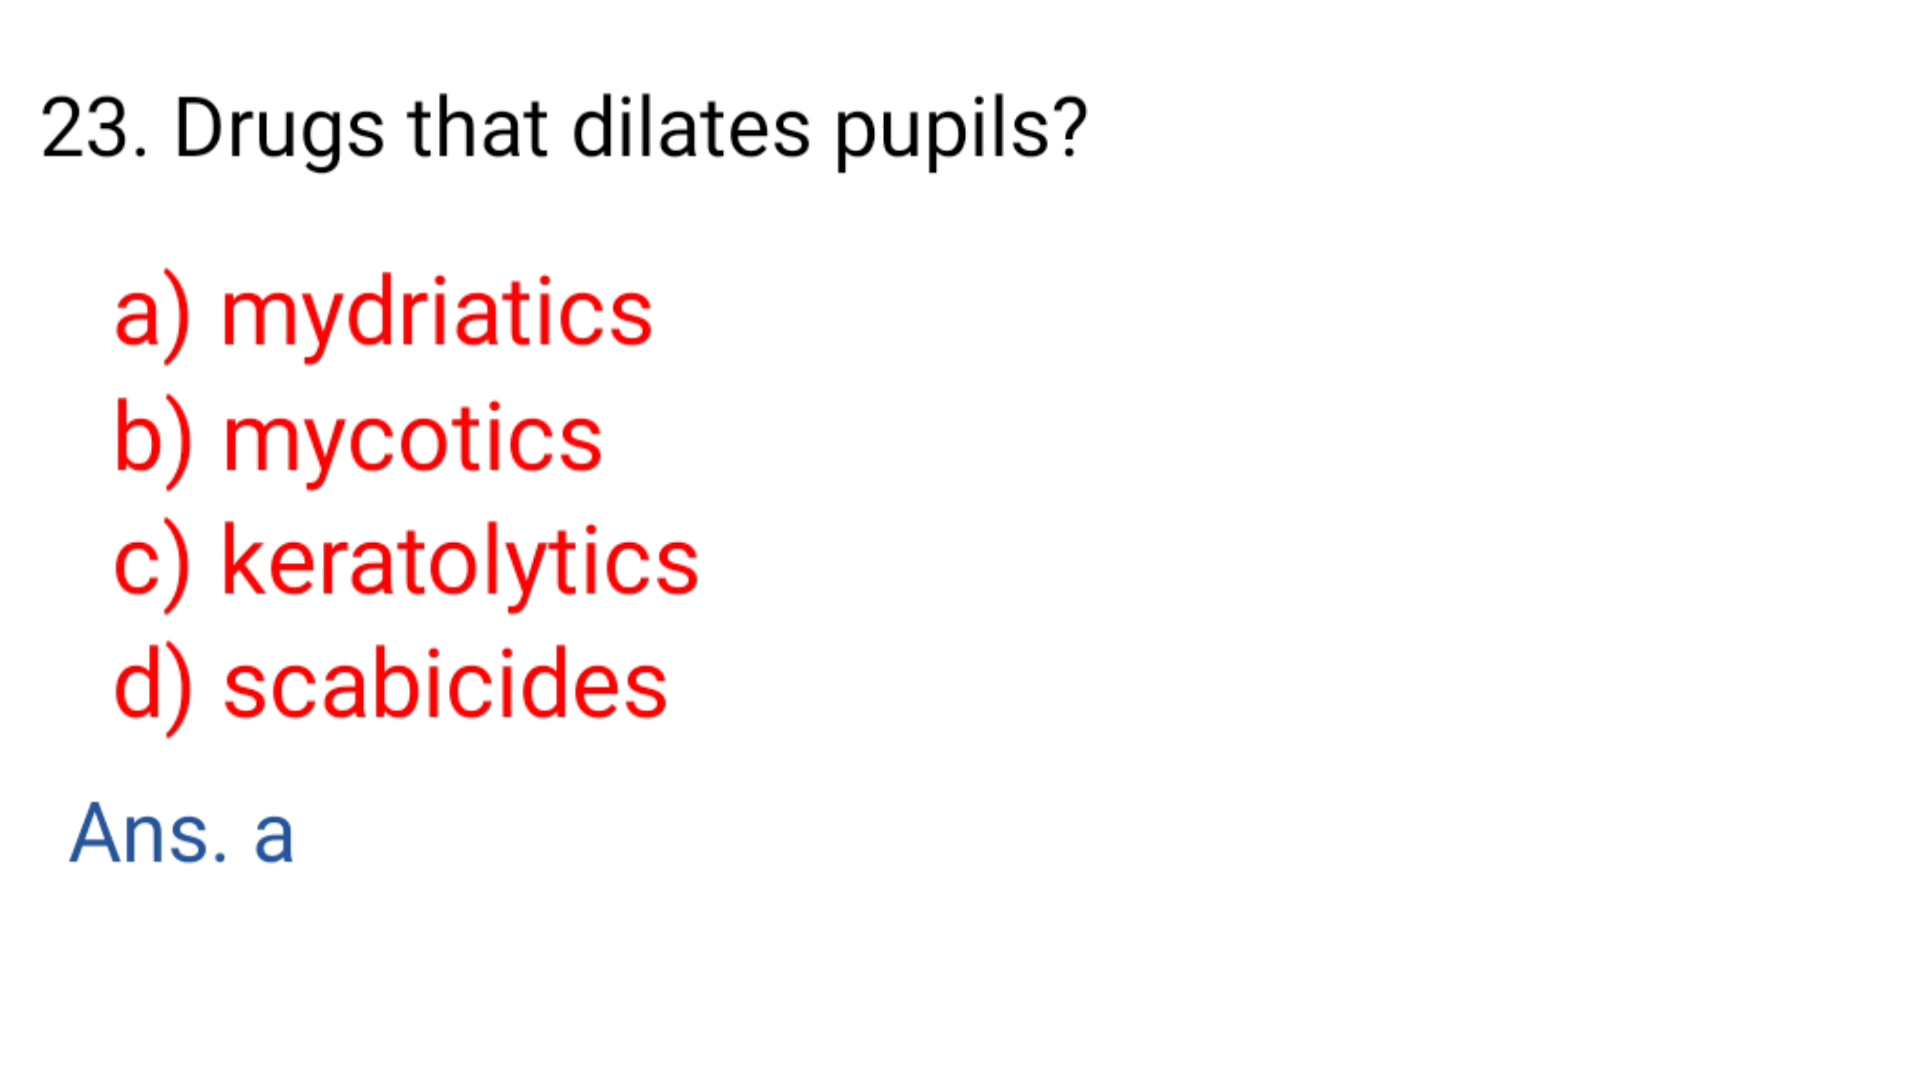 23. Drugs that dilates pupils?
a) mydriatics
b) mycotics
c) keratolytics
d) scabicides
Ans. a